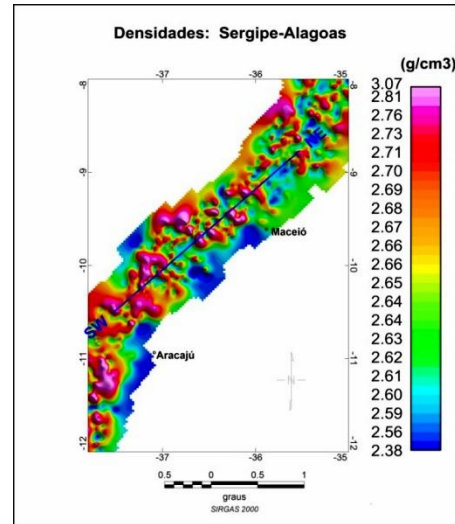 Densidades: Sergipe-Alagoas
(g/cm3)
-37 -36 -35
-8 -8
-9 -9
-10 -10
-11 -11
-12 -12
NE
Maceió
SW
Aracajú
N
-37 -36 -35
0.5 0 0.5 1
graus
SIRGAS 2000
3.07
2.81
2.76
2.73
2.71
2.70
2.69
2.68
2.67
2.66
2.66
2.65
2.64
2.64
2.63
2.62
2.61
2.60
2.59
2.56
2.38